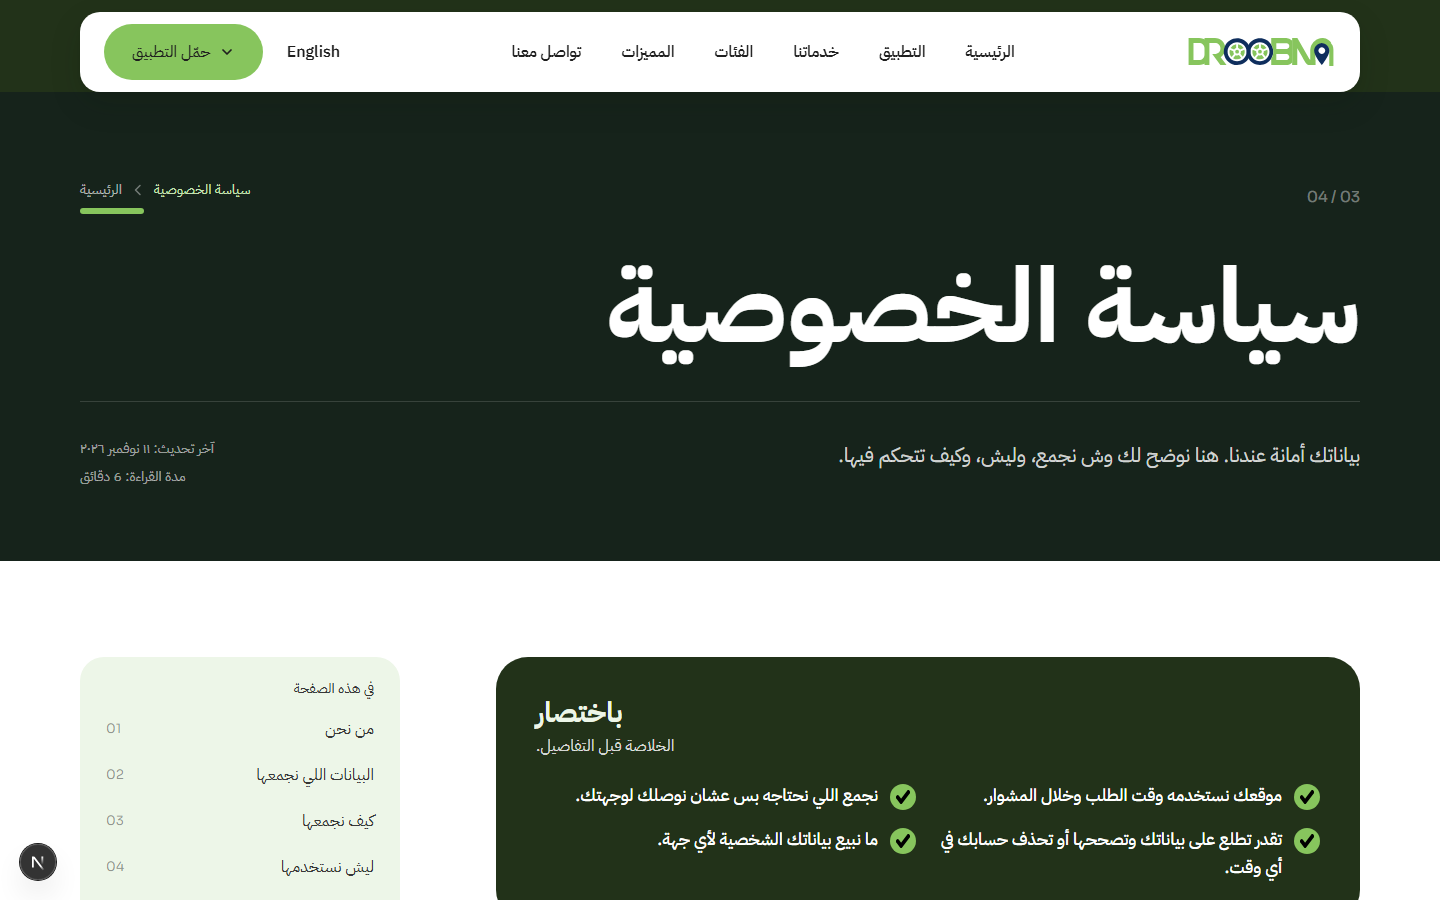 DROOBNA
الرئيسية
التطبيق
خدماتنا
الفئات
المميزات
تواصل معنا
English
حمّل التطبيق
04 / 03
الرئيسية
سياسة الخصوصية
سياسة الخصوصية
بياناتك أمانة عندنا. هنا نوضح لك وش نجمع، وليش، وكيف تتحكم فيها.
آخر تحديث: ١١ نوفمبر ٢٠٢٦
مدة القراءة: 6 دقائق
باختصار
الخلاصة قبل التفاصيل.
موقعك نستخدمه وقت الطلب وخلال المشوار.
نجمع اللي نحتاجه بس عشان نوصلك لوجهتك.
تقدر تطلع على بياناتك وتصححها أو تحذف حسابك في
أي وقت.
ما نبيع بياناتك الشخصية لأي جهة.
في هذه الصفحة
من نحن 01
البيانات اللي نجمعها 02
كيف نجمعها 03
ليش نستخدمها 04
N